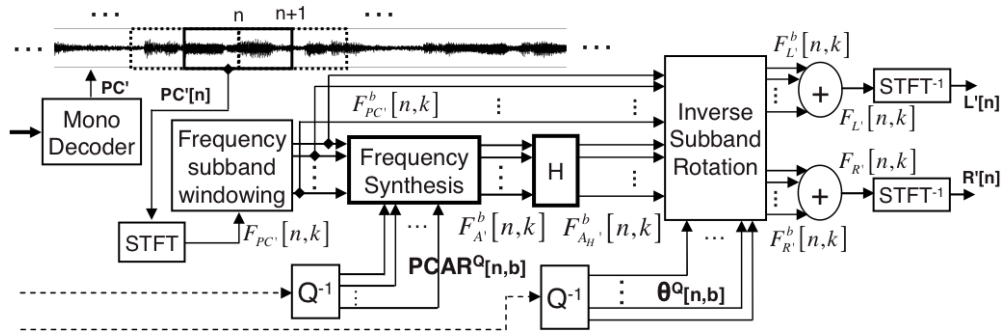 ... n n+1 ...
... ...
PC'
PC'[n]
Mono
Decoder
F^b_{PC'}[n,k]
Frequency
subband
windowing
Frequency
Synthesis
H
Inverse
Subband
Rotation
F^b_{L'}[n,k]
+
STFT⁻¹
L'[n]
F_{L'}[n,k]
F_{R'}[n,k]
+
STFT⁻¹
R'[n]
F^b_{R'}[n,k]
STFT
F_{PC'}[n,k]
...
F^b_{A'}[n,k]
F^b_{A_H'}[n,k]
...
PCAR^Q[n,b]
Q⁻¹
Q⁻¹
θ^Q[n,b]